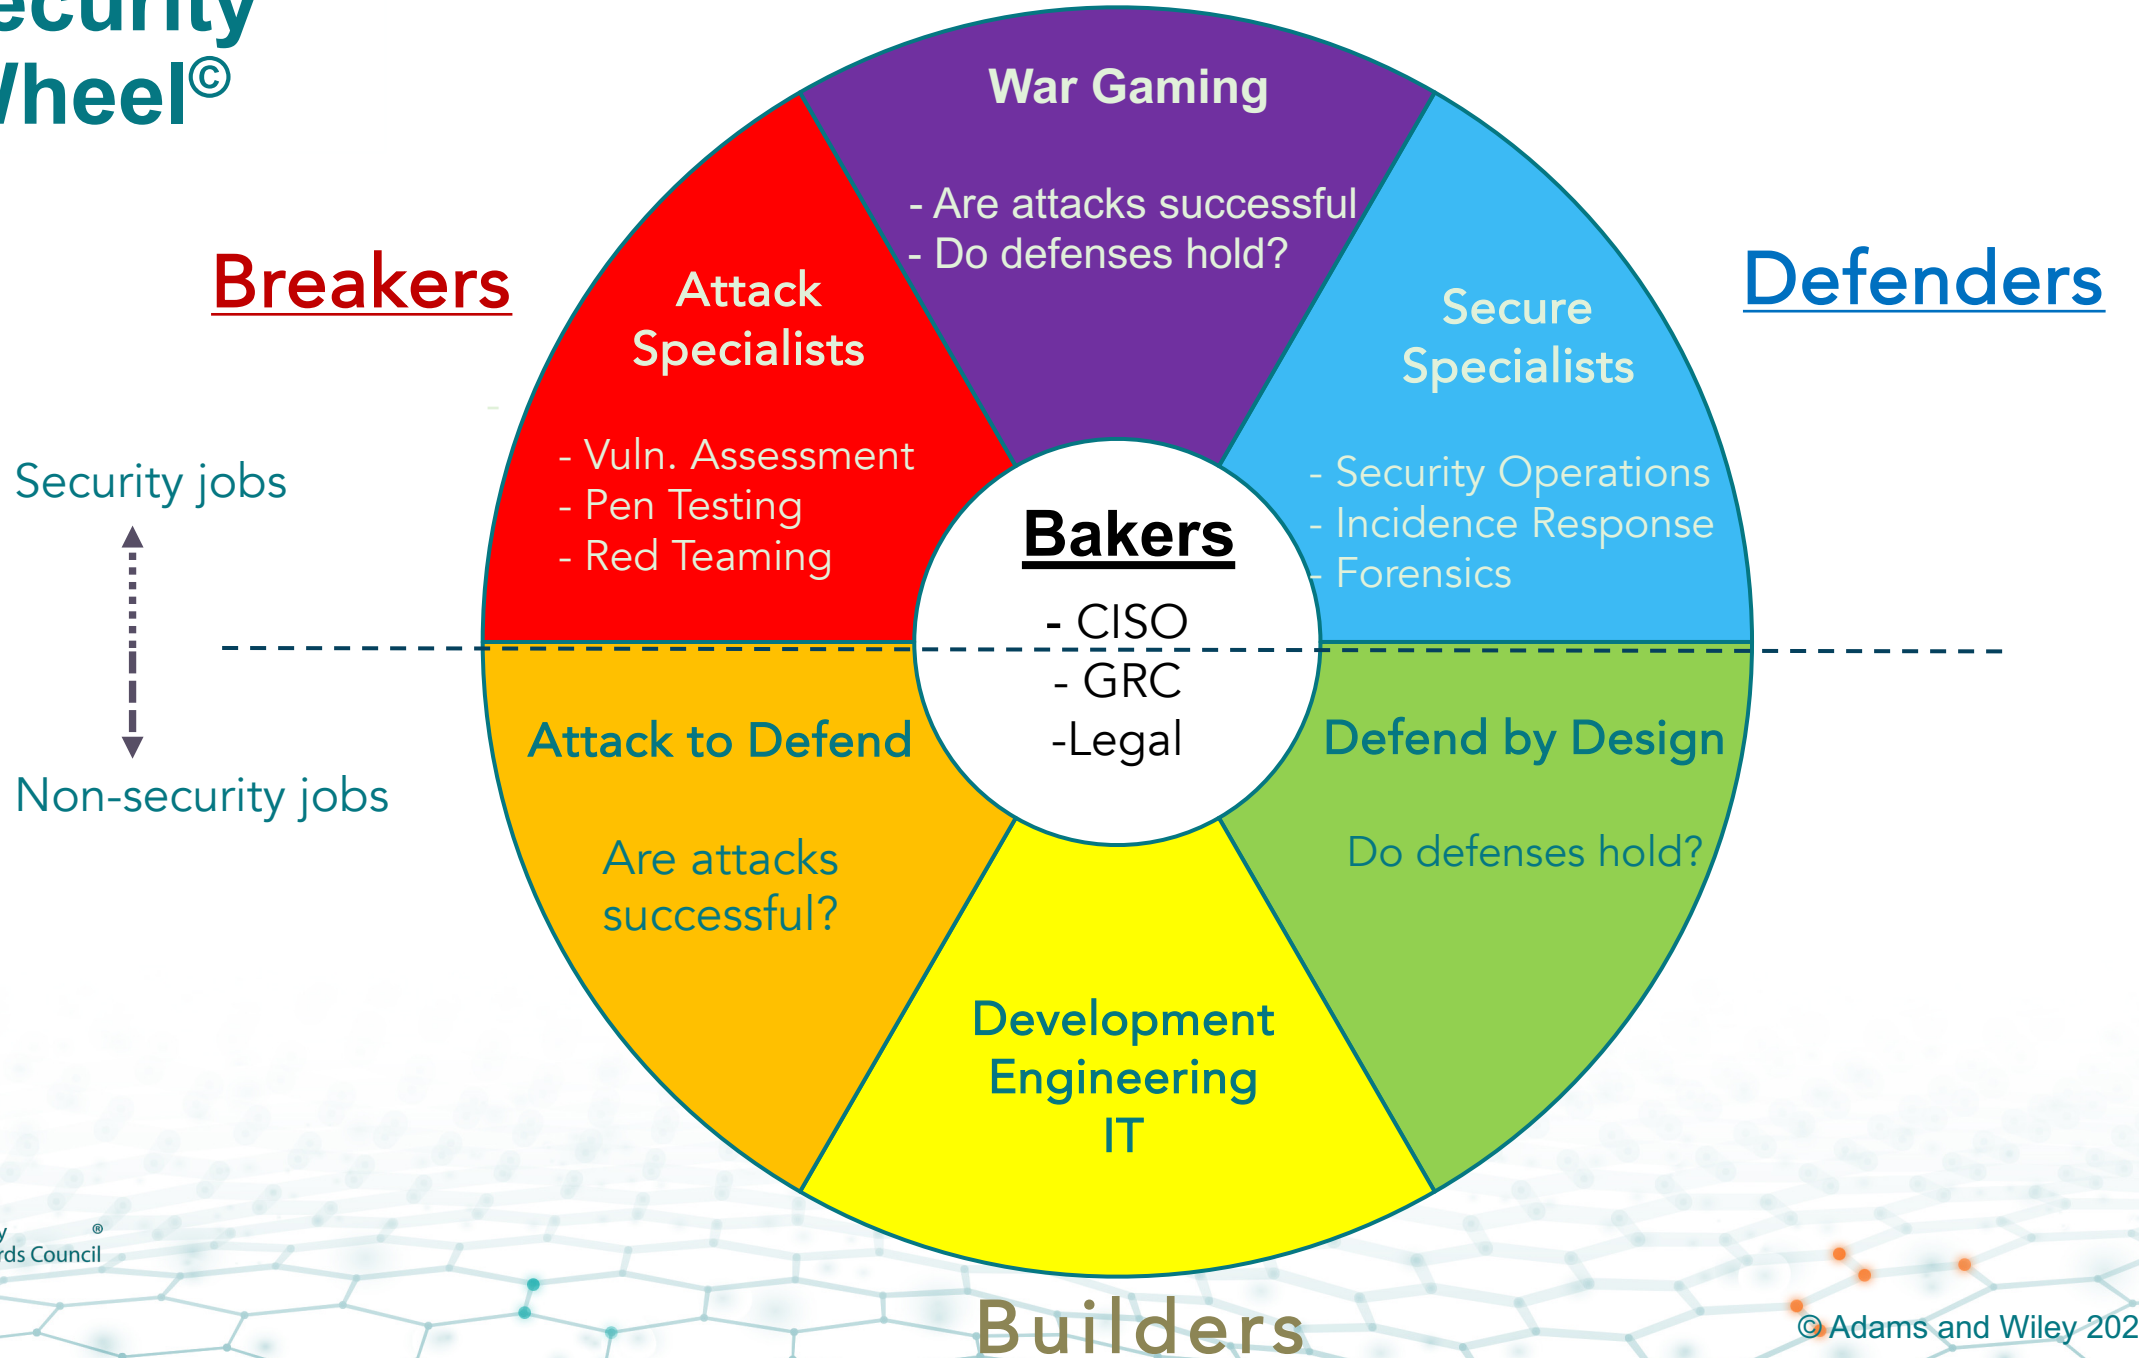 ecurity
Wheel©
War Gaming
- Are attacks successful
- Do defenses hold?
Breakers
Attack
Specialists
- Vuln. Assessment
- Pen Testing
- Red Teaming
Defenders
Secure
Specialists
- Security Operations
- Incidence Response
- Forensics
Security jobs
Non-security jobs
Bakers
- CISO
- GRC
-Legal
Attack to Defend
Are attacks
successful?
Defend by Design
Do defenses hold?
Development
Engineering
IT
Builders
y ®
rds Council
© Adams and Wiley 202